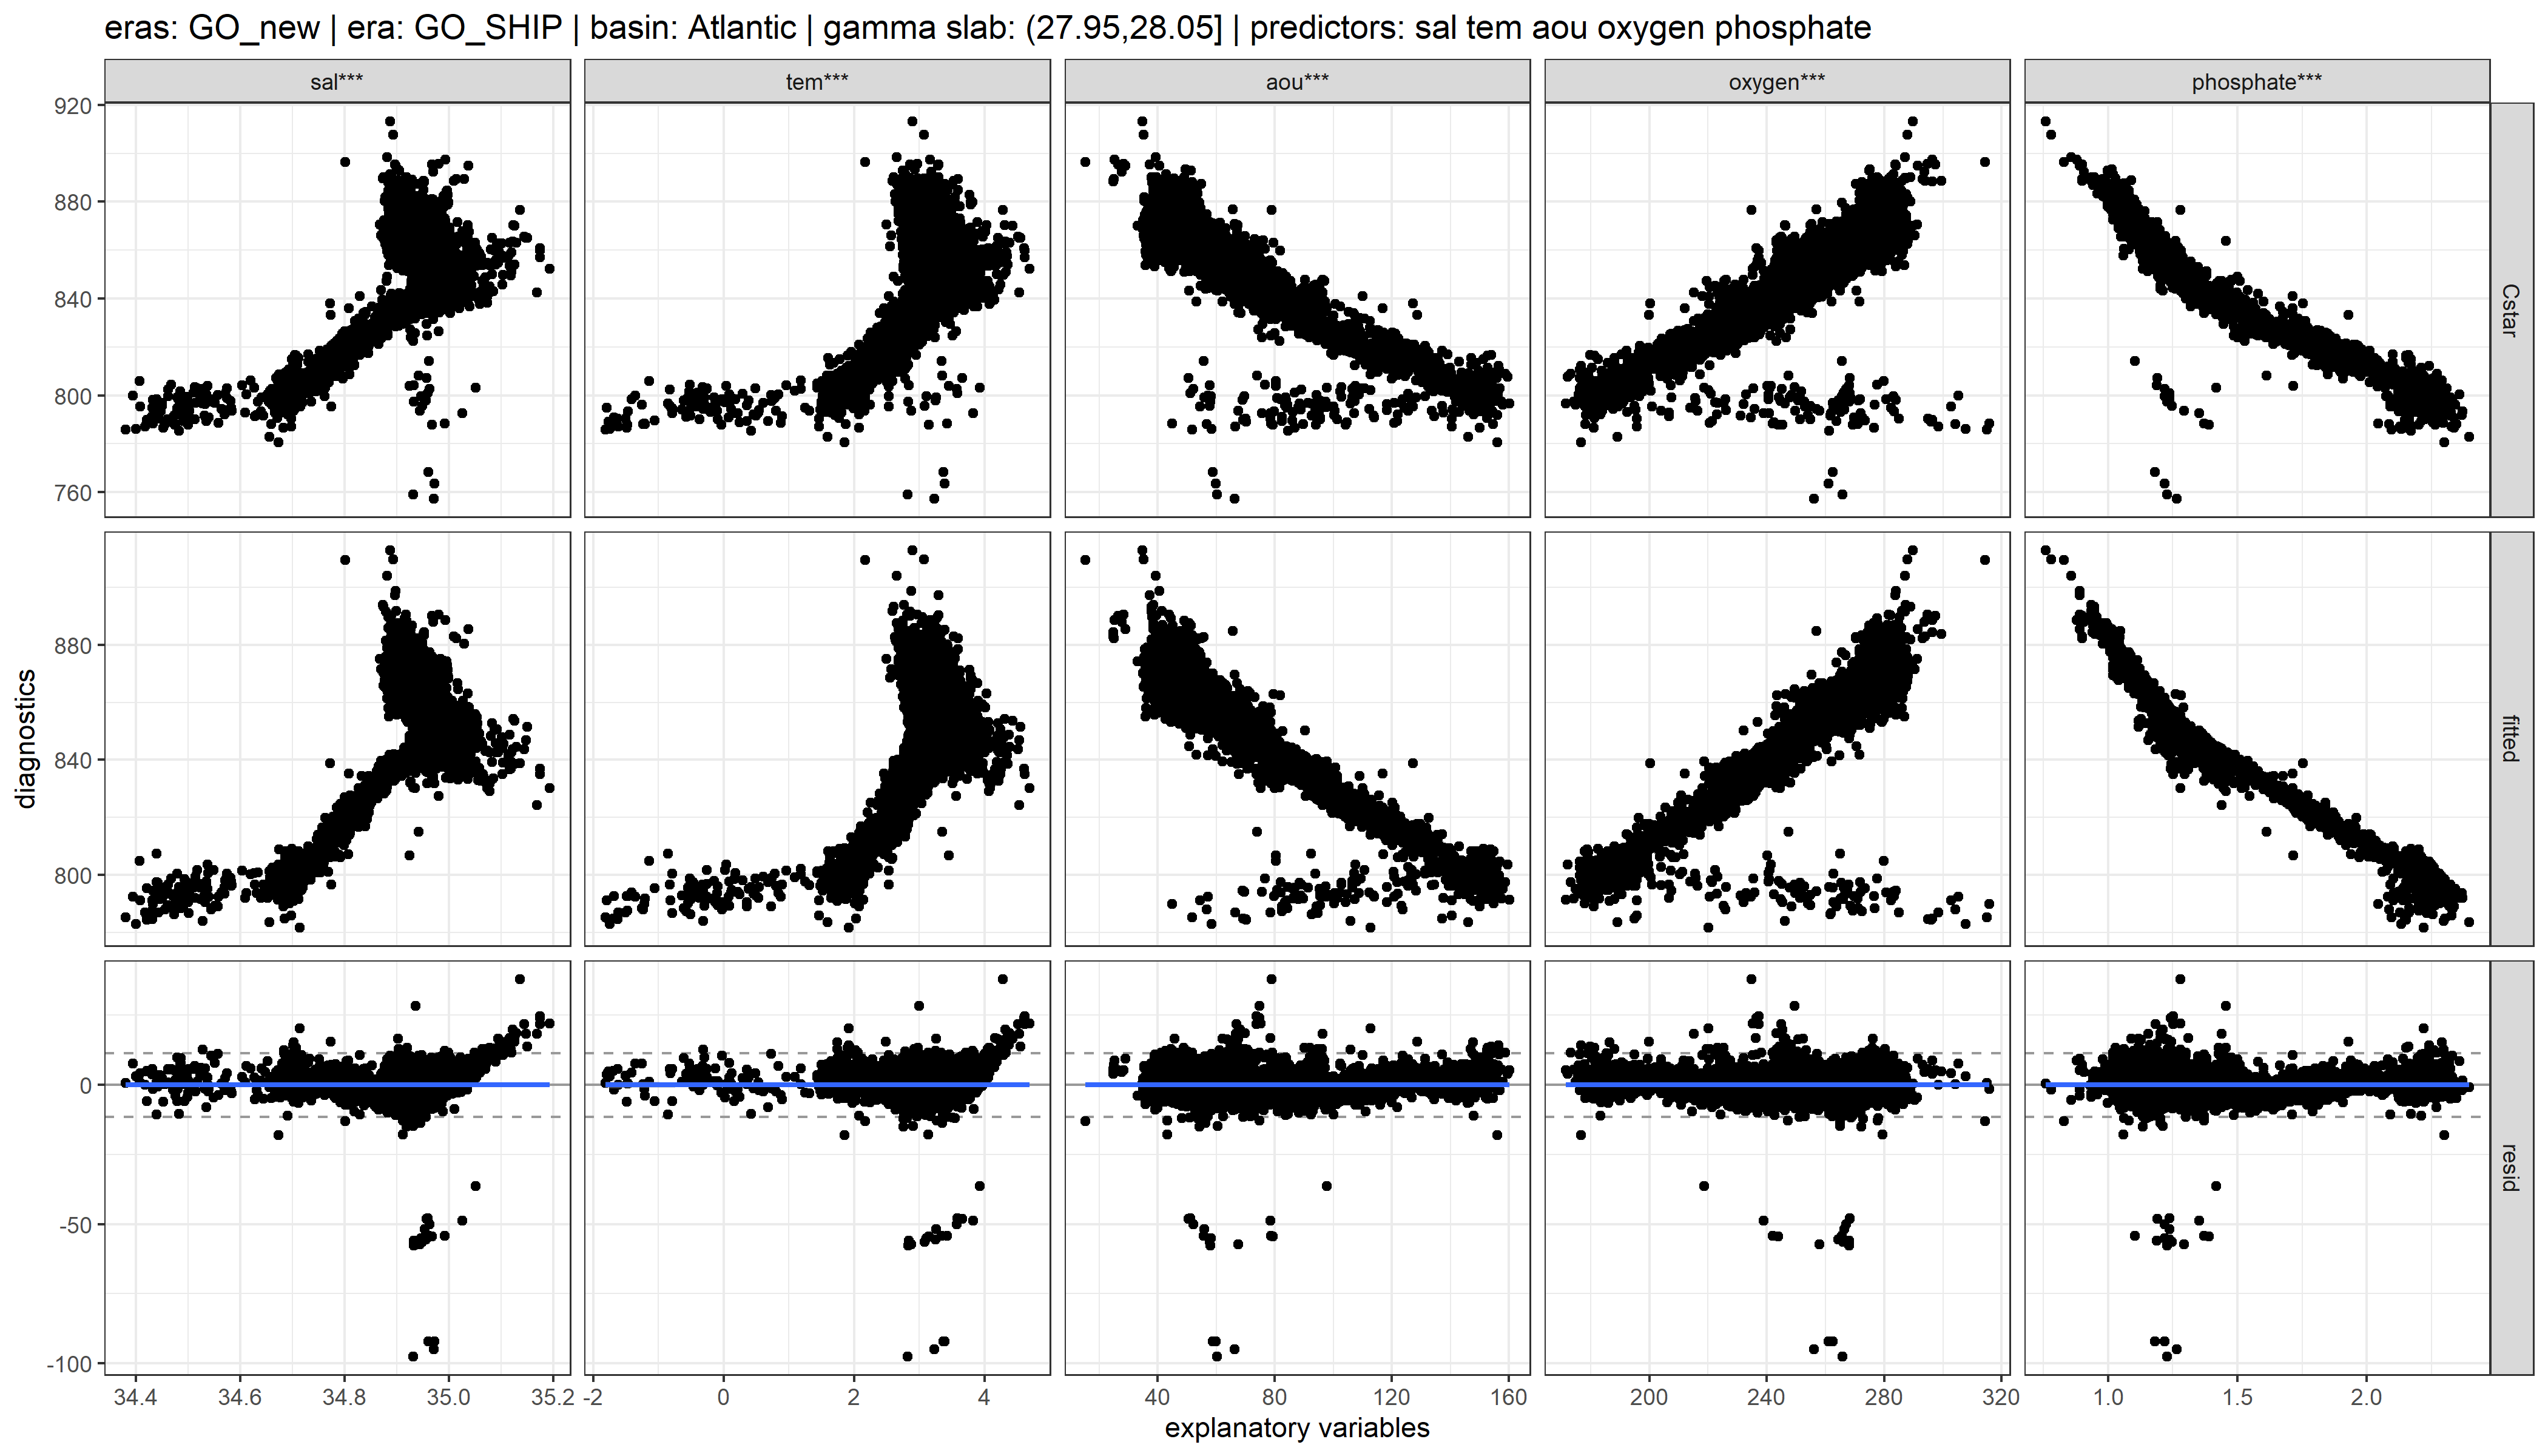 eras: GO_new | era: GO_SHIP | basin: Atlantic | gamma slab: (27.95,28.05] | predictors: sal tem aou oxygen phosphate
sal*** tem*** aou*** oxygen*** phosphate***
920
880
840
800
760
Cstar
880
840
800
fitted
diagnostics
0
-50
-100
resid
34.4 34.6 34.8 35.0 35.2 -2 0 2 4 40 80 120 160 200 240 280 320 1.0 1.5 2.0
explanatory variables